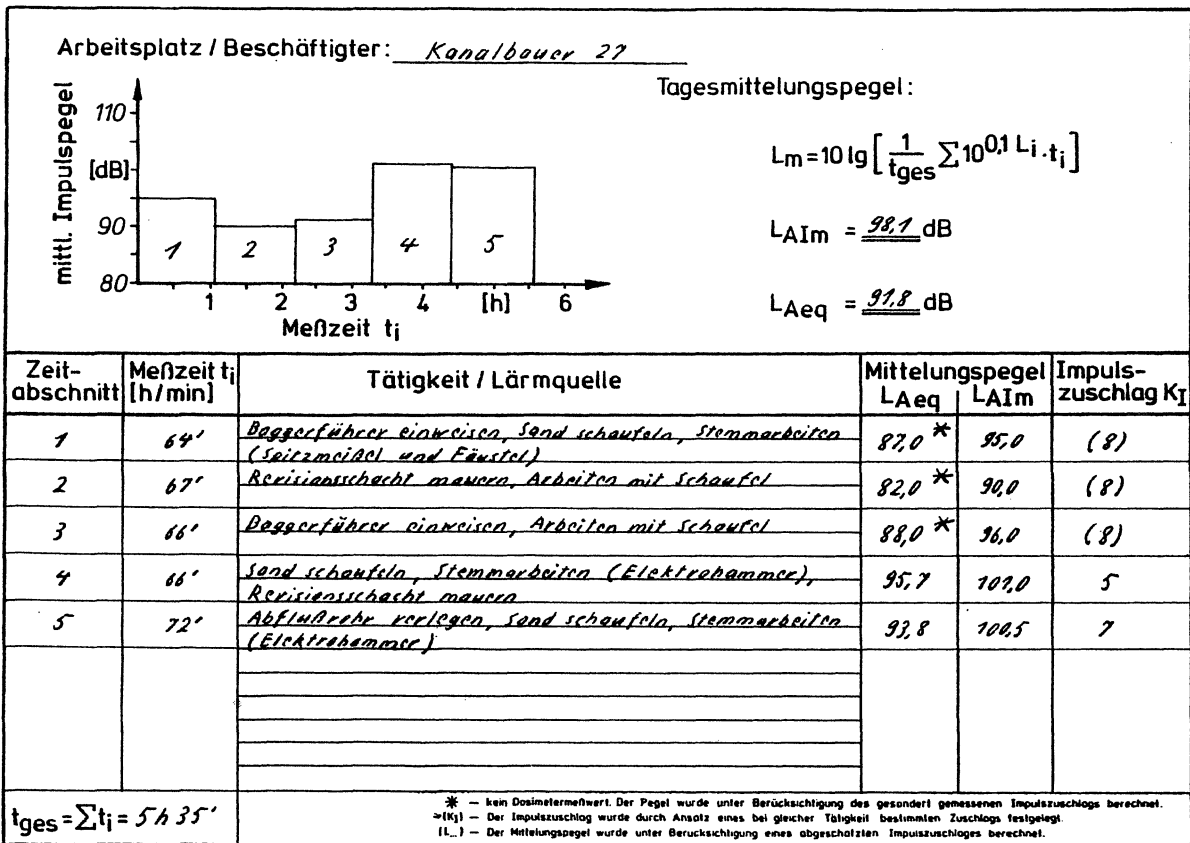 Arbeitsplatz / Beschäftigter: Kanalbauer 27
mittl. Impulspegel
[dB]
110
90
80
1 2 3 4 5
1 2 3 4 [h] 6
Meßzeit ti
Tagesmittelungspegel:
Lm = 10 lg [ 1/tges ∑ 10^0,1 Li · ti ]
LAIm = 98,1 dB
LAeq = 91,8 dB
Zeit- Meßzeit ti Tätigkeit / Lärmquelle Mittelungspegel Impuls-
abschnitt [h/min] LAeq LAIm zuschlag KI
1 64' Baggerführer einweisen, Sand schaufeln, Stemmarbeiten 87,0 * 95,0 (8)
(Spitzmeißel und Fäustel)
2 67' Revisionsschacht mauern, Arbeiten mit Schaufel 82,0 * 90,0 (8)
3 66' Baggerführer einweisen, Arbeiten mit Schaufel 88,0 * 96,0 (8)
4 66' Sand schaufeln, Stemmarbeiten (Elektrohammer), 95,7 101,0 5
Revisionsschacht mauern
5 72' Abflußrohr verlegen, Sand schaufeln, Stemmarbeiten 93,8 100,5 7
(Elektrohammer)
tges = ∑ti = 5h 35'
* — kein Dosimetermeßwert. Der Pegel wurde unter Berücksichtigung des gesondert gemessenen Impulszuschlags berechnet.
(KI) — Der Impulszuschlag wurde durch Ansatz eines bei gleicher Tätigkeit bestimmten Zuschlags festgelegt.
(L...) — Der Mittelungspegel wurde unter Berucksichtigung eines abgeschätzten Impulszuschlages berechnet.